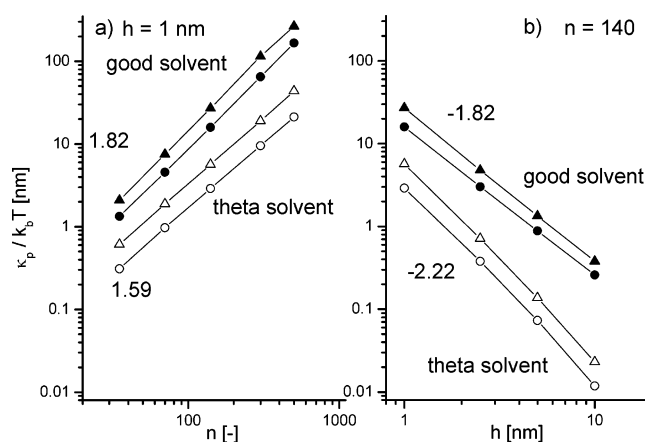 a) h = 1 nm
good solvent
1.82
theta solvent
1.59
b) n = 140
-1.82
good solvent
-2.22
theta solvent
κp / kbT [nm]
100
10
1
0.1
0.01
100
1000
n [-]
1
10
h [nm]